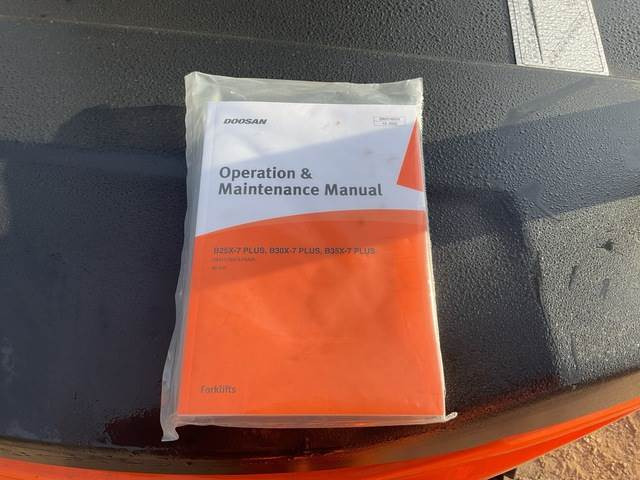 DOOSAN
Operation &
Maintenance Manual
B25X-7 PLUS, B30X-7 PLUS, B35X-7 PLUS
Forklifts